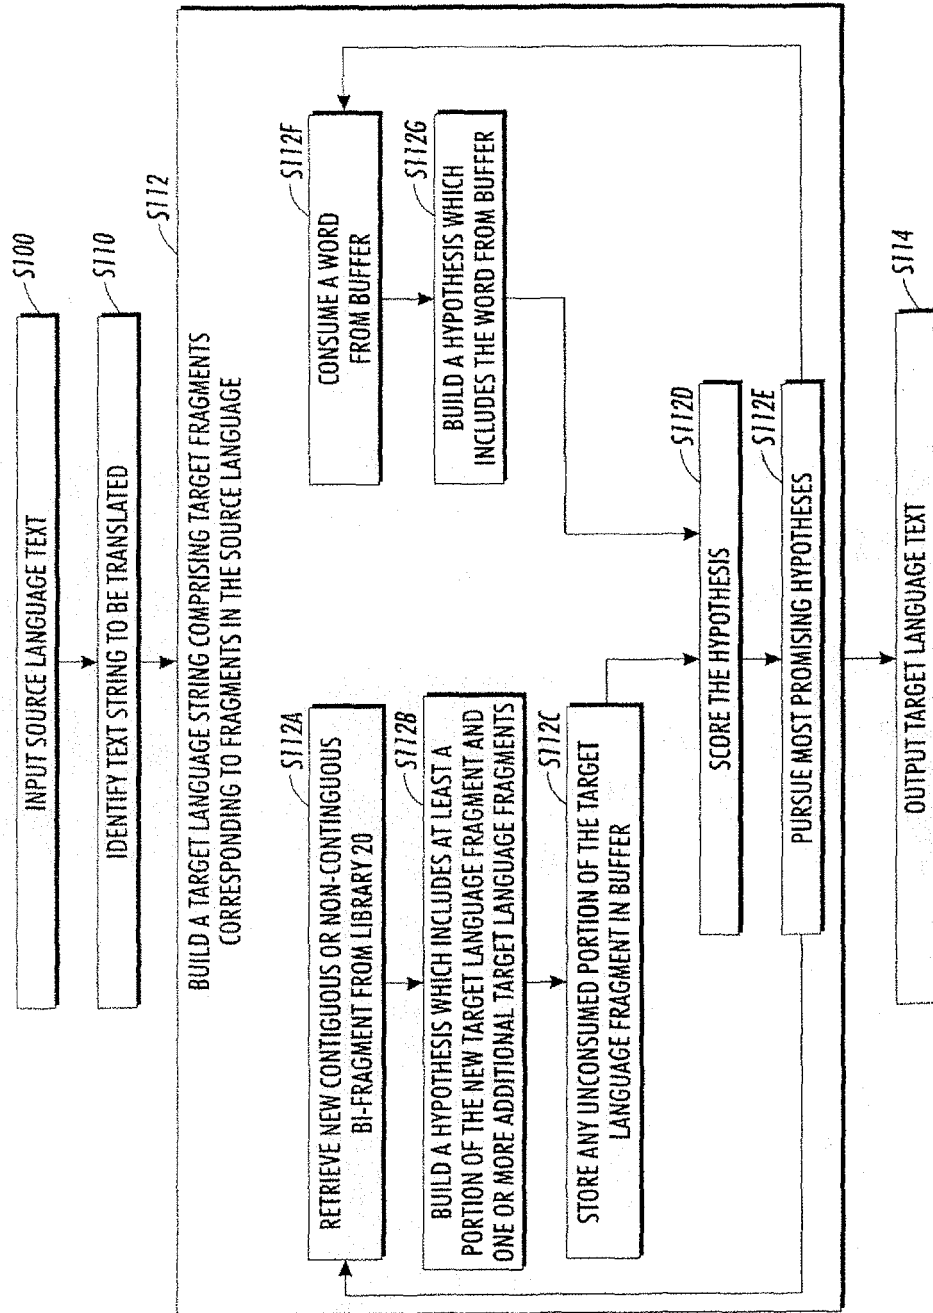 INPUT SOURCE LANGUAGE TEXT
S100
IDENTIFY TEXT STRING TO BE TRANSLATED
S110
S112
BUILD A TARGET LANGUAGE STRING COMPRISING TARGET FRAGMENTS
CORRESPONDING TO FRAGMENTS IN THE SOURCE LANGUAGE
RETRIEVE NEW CONTIGUOUS OR NON-CONTINGUOUS
BI-FRAGMENT FROM LIBRARY 20
S112A
BUILD A HYPOTHESIS WHICH INCLUDES AT LEAST A
PORTION OF THE NEW TARGET LANGUAGE FRAGMENT AND
ONE OR MORE ADDITIONAL TARGET LANGUAGE FRAGMENTS
S112B
STORE ANY UNCONSUMED PORTION OF THE TARGET
LANGUAGE FRAGMENT IN BUFFER
S112C
CONSUME A WORD
FROM BUFFER
S112F
BUILD A HYPOTHESIS WHICH
INCLUDES THE WORD FROM BUFFER
S112G
SCORE THE HYPOTHESIS
S112D
PURSUE MOST PROMISING HYPOTHESES
S112E
OUTPUT TARGET LANGUAGE TEXT
S114